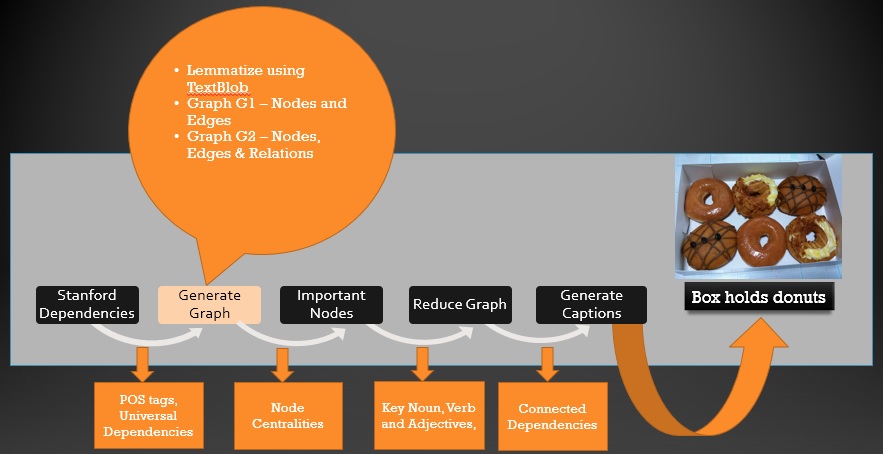 • Lemmatize using
TextBlob
• Graph G1 – Nodes and
Edges
• Graph G2 – Nodes,
Edges & Relations
Stanford
Dependencies
Generate
Graph
Important
Nodes
Reduce Graph
Generate
Captions
Box holds donuts
POS tags,
Universal
Dependencies
Node
Centralities
Key Noun, Verb
and Adjectives,
Connected
Dependencies